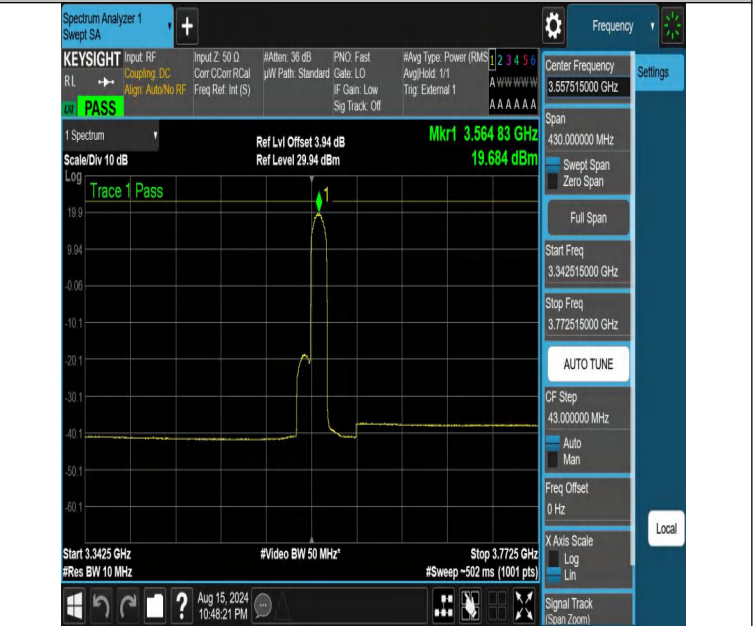 Spectrum Analyzer 1
Swept SA
Frequency
KEYSIGHT
RL
PASS
Input: RF
Coupling: DC
Align: Auto/No RF
Input Z: 50 Ω
Corr CCorr RCal
Freq Ref: Int (S)
#Atten: 36 dB
µW Path: Standard
PNO: Fast
Gate: LO
IF Gain: Low
Sig Track: Off
#Avg Type: Power (RMS
Avg|Hold: 1/1
Trig: External 1
1 2 3 4 5 6
A W W W W W
A A A A A A
1 Spectrum
Scale/Div 10 dB
Ref Lvl Offset 3.94 dB
Ref Level 29.94 dBm
Mkr1 3.564 83 GHz
19.684 dBm
Log
Trace 1 Pass
1
19.9
9.94
-0.06
-10.1
-20.1
-30.1
-40.1
-50.1
-60.1
Start 3.3425 GHz
#Res BW 10 MHz
#Video BW 50 MHz*
Stop 3.7725 GHz
#Sweep ~502 ms (1001 pts)
Aug 15, 2024
10:48:21 PM
Center Frequency
3.557515000 GHz
Settings
Span
430.000000 MHz
Swept Span
Zero Span
Full Span
Start Freq
3.342515000 GHz
Stop Freq
3.772515000 GHz
AUTO TUNE
CF Step
43.000000 MHz
Auto
Man
Freq Offset
0 Hz
Local
X Axis Scale
Log
Lin
Signal Track
(Span Zoom)